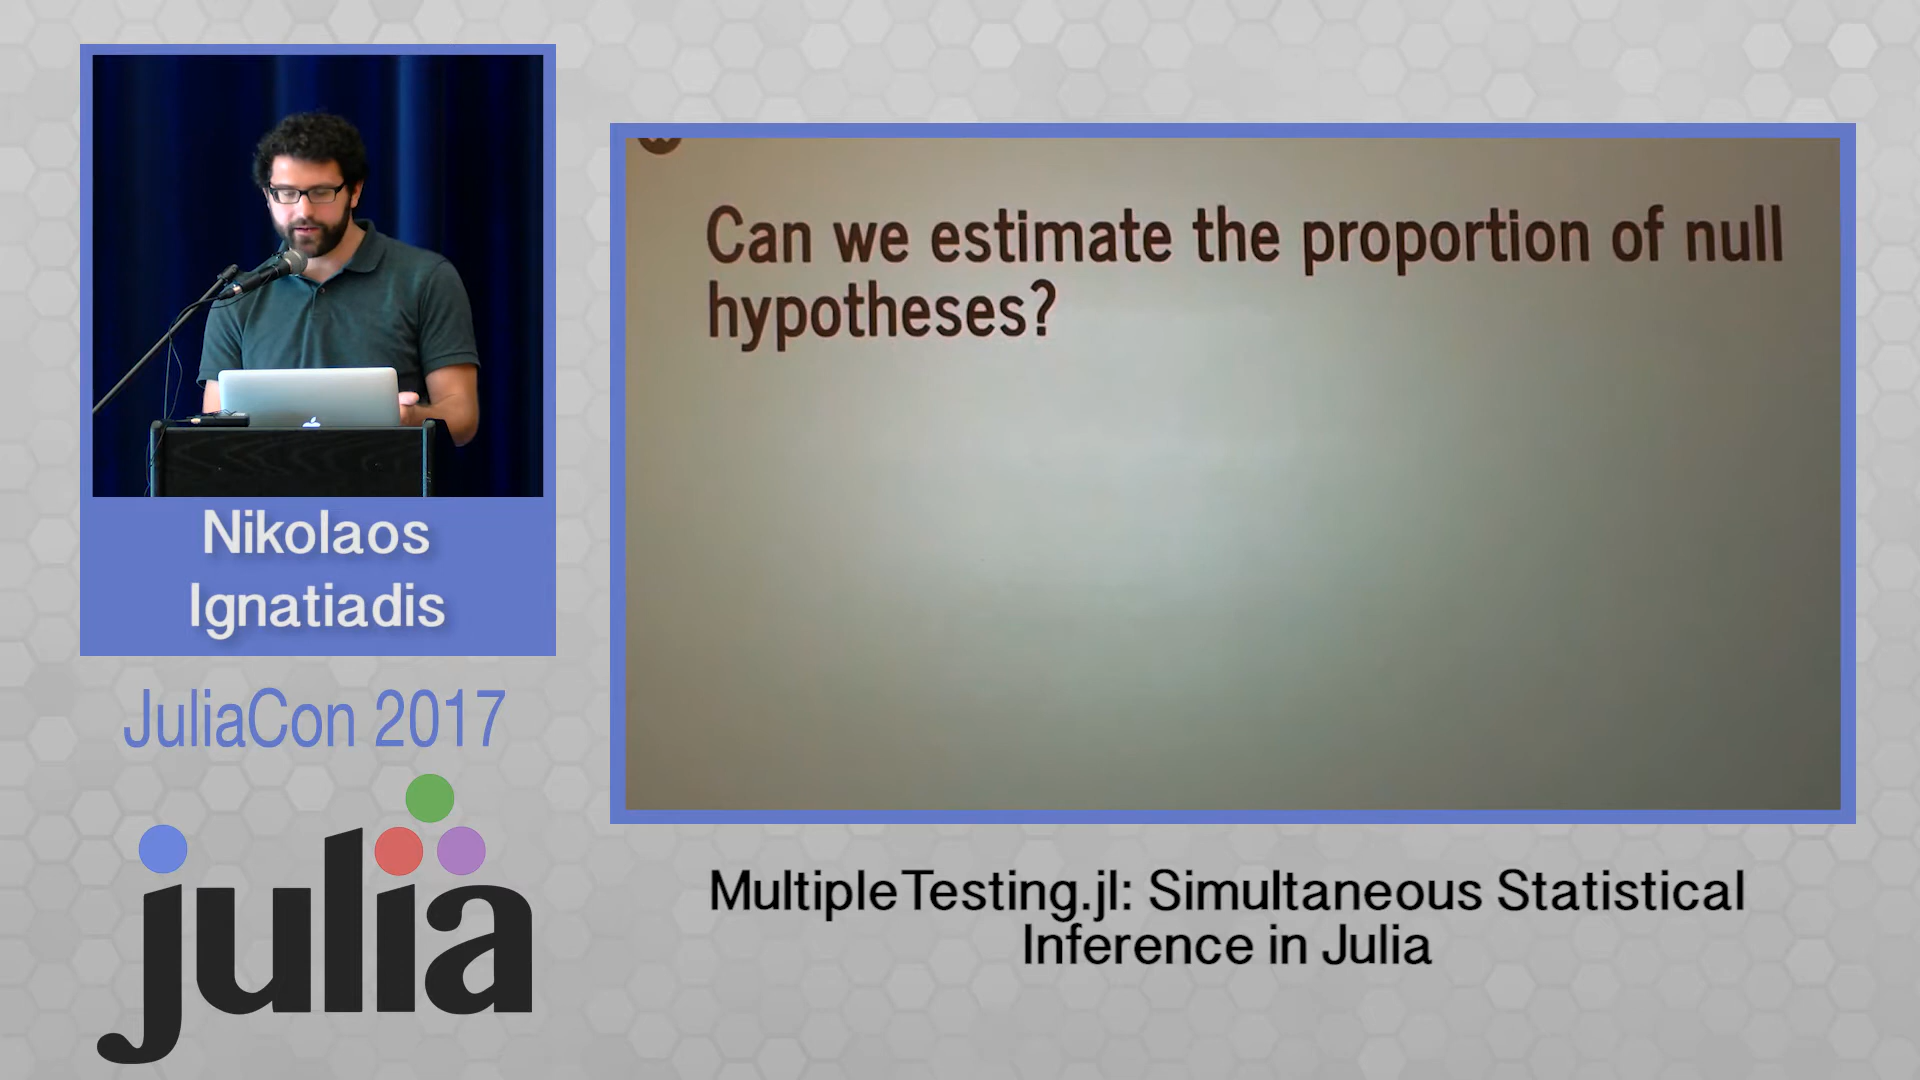 Can we estimate the proportion of null
hypotheses?
Nikolaos
Ignatiadis
JuliaCon 2017
julia
MultipleTesting.jl: Simultaneous Statistical
Inference in Julia